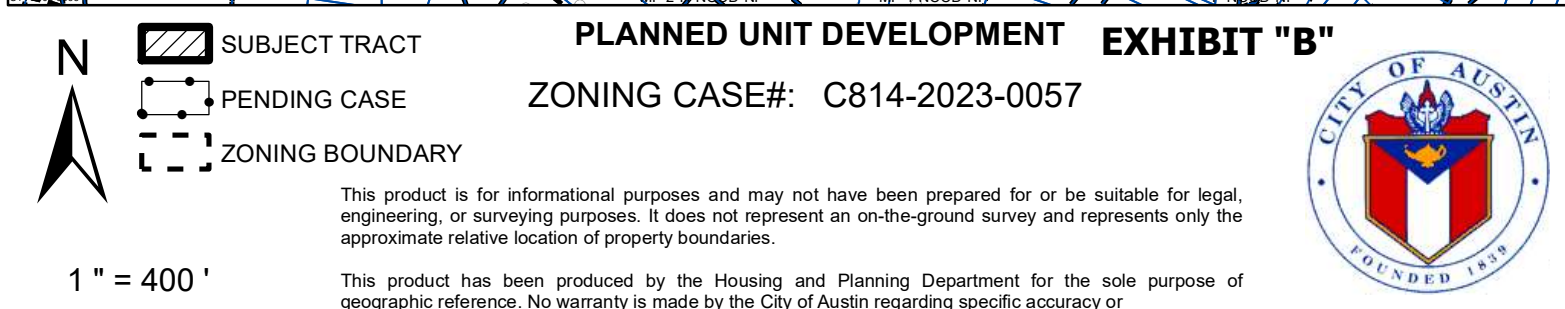 PLANNED UNIT DEVELOPMENT
EXHIBIT "B"
N
SUBJECT TRACT
PENDING CASE
ZONING BOUNDARY
ZONING CASE#: C814-2023-0057
CITY OF AUSTIN
FOUNDED 1839
This product is for informational purposes and may not have been prepared for or be suitable for legal,
engineering, or surveying purposes. It does not represent an on-the-ground survey and represents only the
approximate relative location of property boundaries.
1 " = 400 '
This product has been produced by the Housing and Planning Department for the sole purpose of
geographic reference. No warranty is made by the City of Austin regarding specific accuracy or